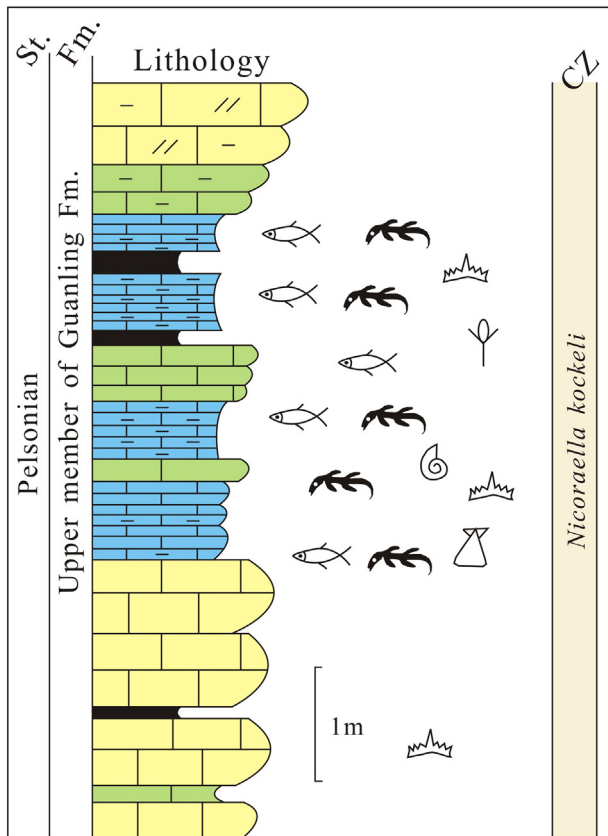 St.
Fm.
Lithology
CZ
Pelsonian
Upper member of Guanling Fm.
Nicoraella kockeli
1m